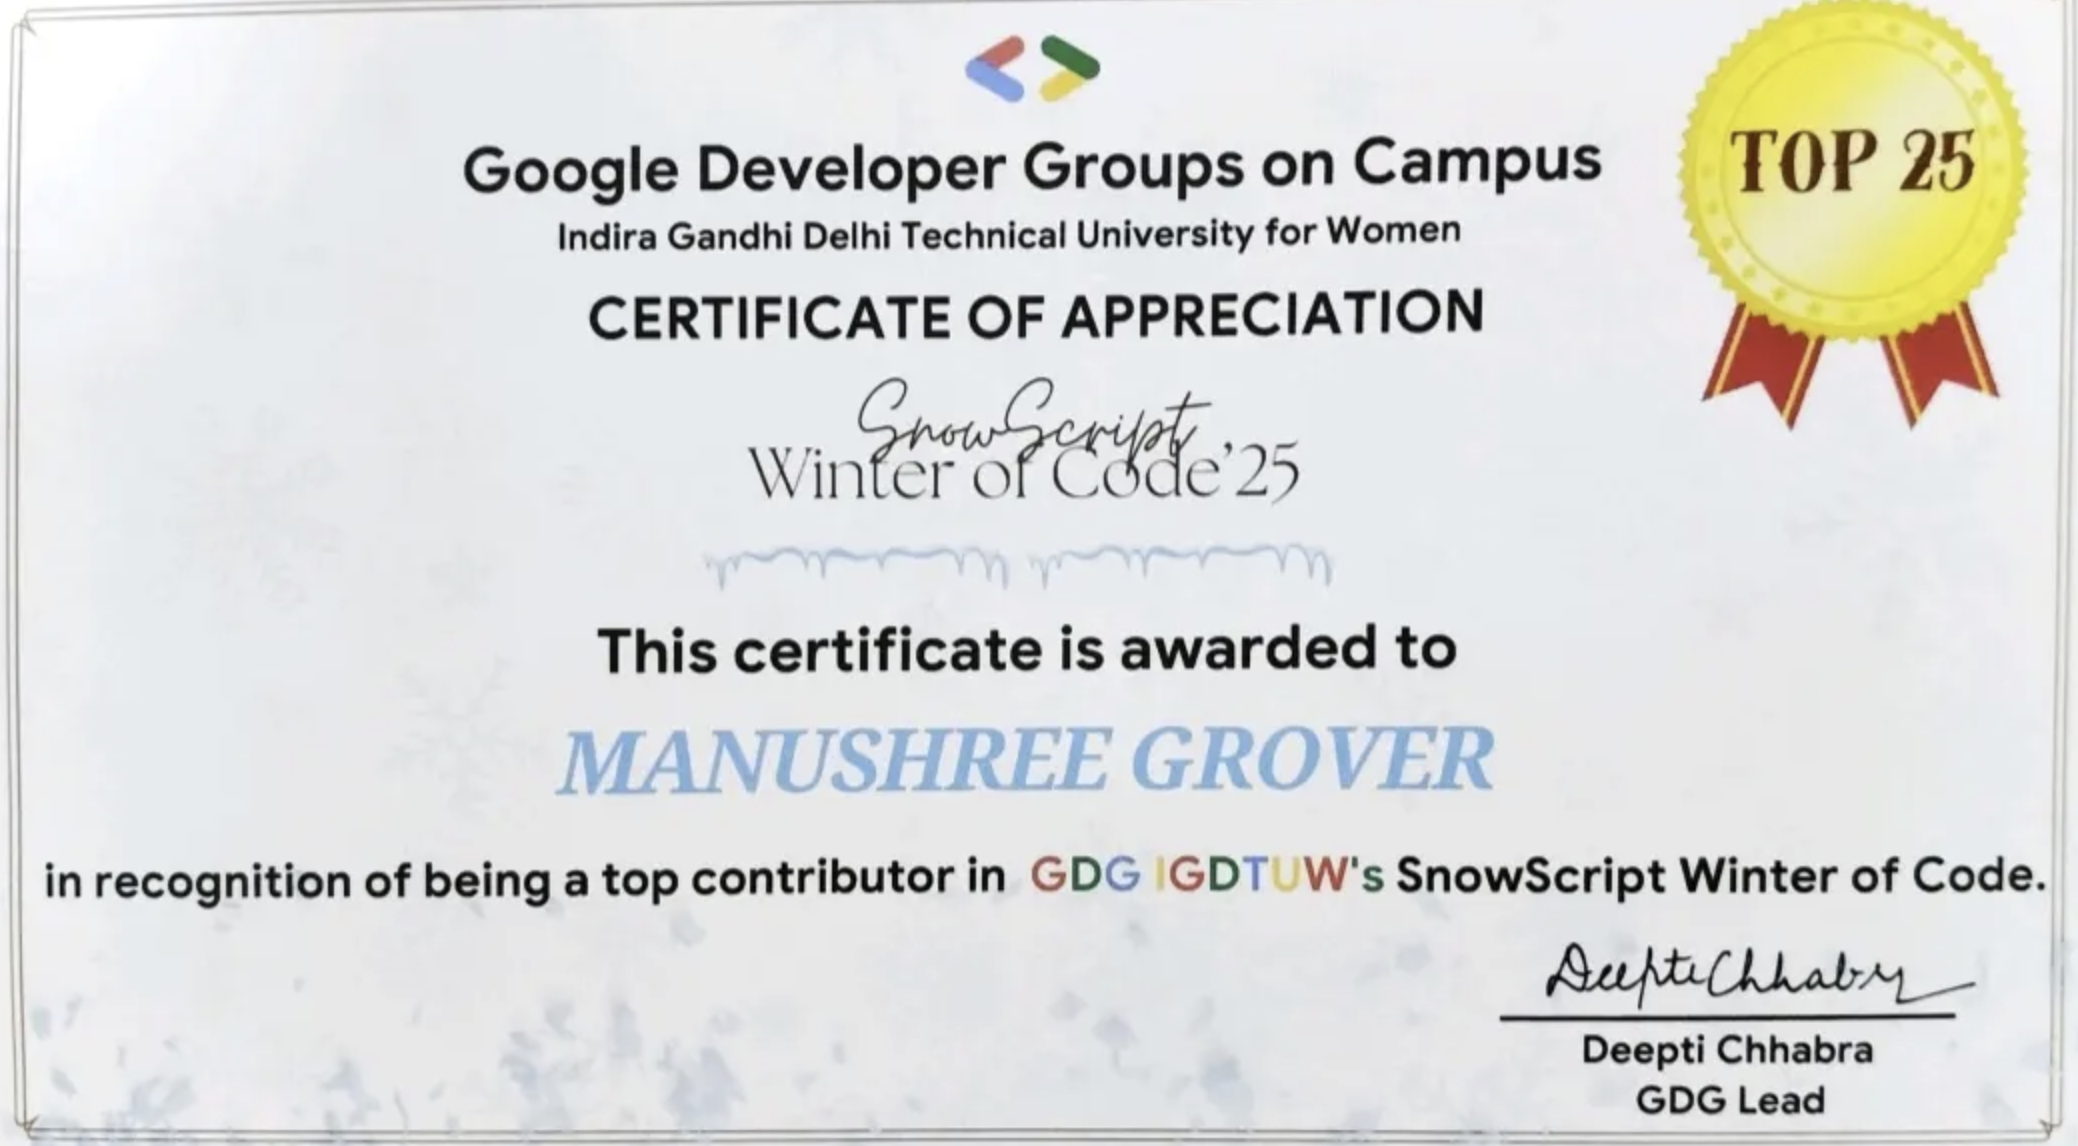 Google Developer Groups on Campus
Indira Gandhi Delhi Technical University for Women
TOP 25
CERTIFICATE OF APPRECIATION
SnowScript
Winter of Code'25
This certificate is awarded to
MANUSHREE GROVER
in recognition of being a top contributor in GDG IGDTUW's SnowScript Winter of Code.
Deepti Chhabra
Deepti Chhabra
GDG Lead